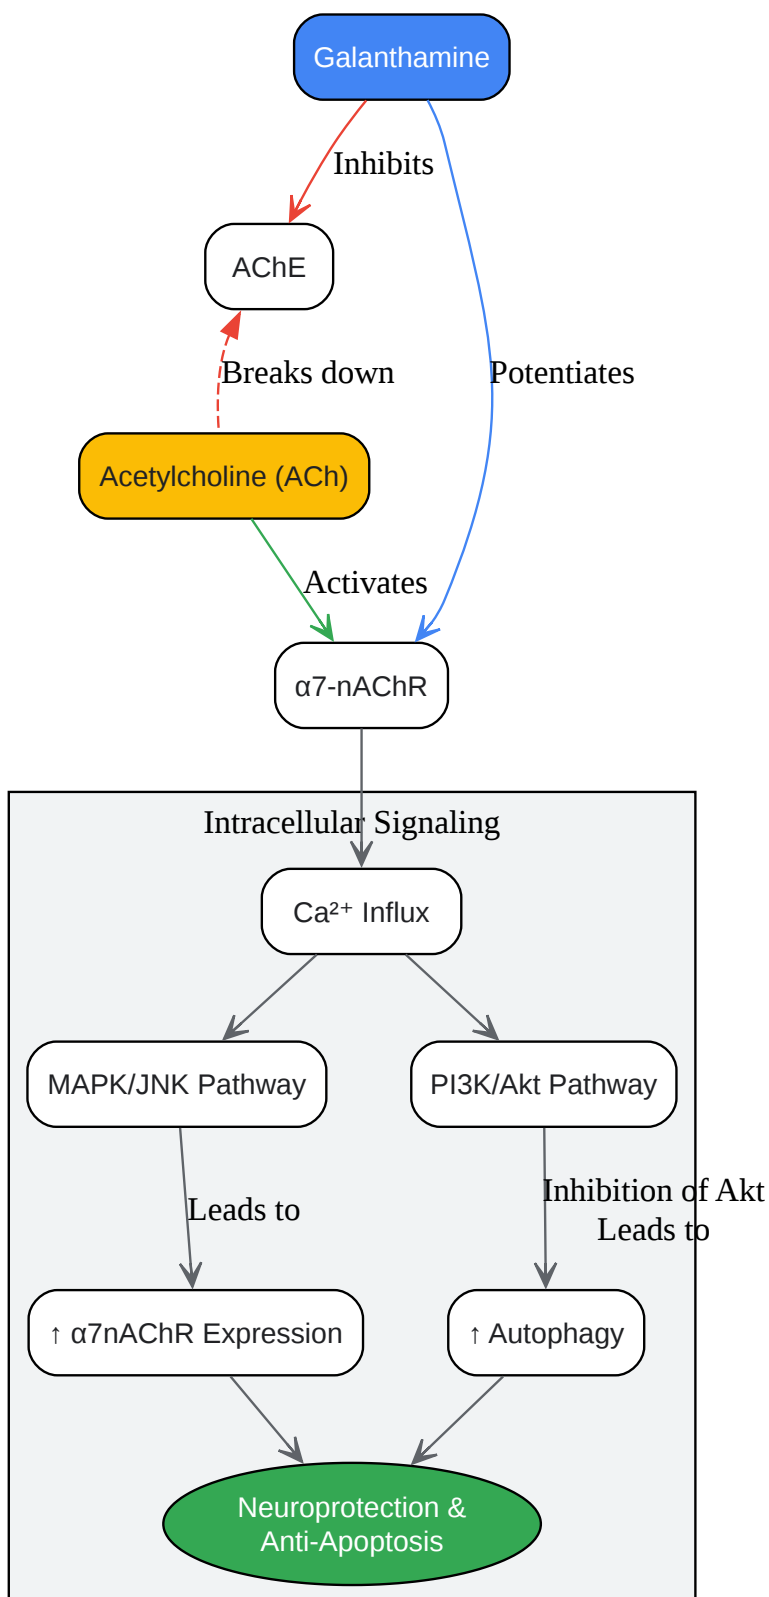 Galanthamine
Inhibits
AChE
Breaks down
Potentiates
Acetylcholine (ACh)
Activates
α7-nAChR
Intracellular Signaling
Ca²⁺ Influx
MAPK/JNK Pathway
PI3K/Akt Pathway
Leads to
Inhibition of Akt
Leads to
↑ α7nAChR Expression
↑ Autophagy
Neuroprotection &
Anti-Apoptosis